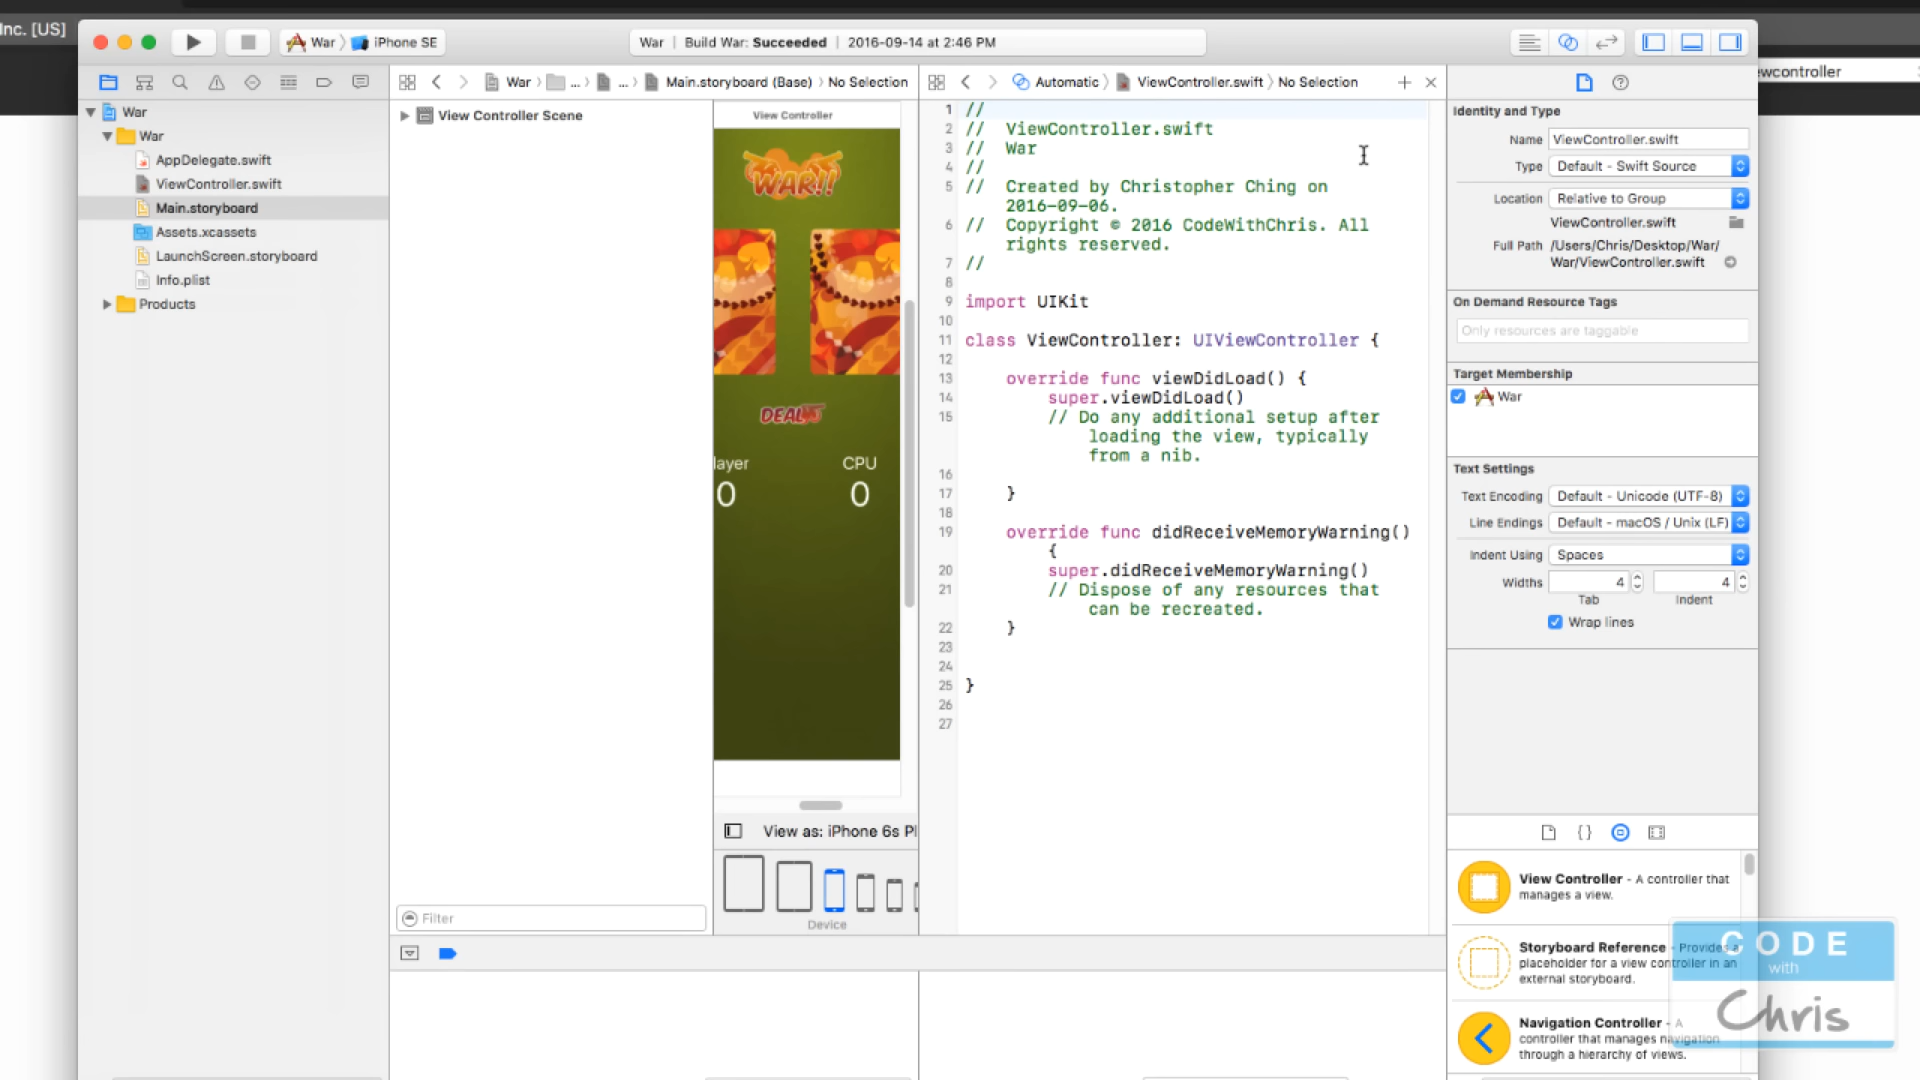 Inc. [US]
War
iPhone SE
War | Build War: Succeeded | 2016-09-14 at 2:46 PM
War
...
...
Main.storyboard (Base)
No Selection
Automatic
ViewController.swift
No Selection
War
War
AppDelegate.swift
ViewController.swift
Main.storyboard
Assets.xcassets
LaunchScreen.storyboard
Info.plist
Products
View Controller Scene
Filter
View Controller
WAR!!
DEAL
layer
CPU
0
0
View as: iPhone 6s Pl
Device
1 //
2 // ViewController.swift
3 // War
4 //
5 // Created by Christopher Ching on
2016-09-06.
6 // Copyright © 2016 CodeWithChris. All
rights reserved.
7 //
8
9 import UIKit
10
11 class ViewController: UIViewController {
12
13 override func viewDidLoad() {
14 super.viewDidLoad()
15 // Do any additional setup after
loading the view, typically
from a nib.
16
17 }
18
19 override func didReceiveMemoryWarning()
{
20 super.didReceiveMemoryWarning()
21 // Dispose of any resources that
can be recreated.
22 }
23
24
25 }
26
27
ewcontroller
Identity and Type
Name ViewController.swift
Type Default - Swift Source
Location Relative to Group
ViewController.swift
Full Path /Users/Chris/Desktop/War/
War/ViewController.swift
On Demand Resource Tags
Only resources are taggable
Target Membership
War
Text Settings
Text Encoding Default - Unicode (UTF-8)
Line Endings Default - macOS / Unix (LF)
Indent Using Spaces
Widths 4 4
Tab Indent
Wrap lines
{ }
View Controller - A controller that
manages a view.
Storyboard Reference - Provides a
placeholder for a view controller in an
external storyboard.
Navigation Controller - A
controller that manages navigation
through a hierarchy of views.
CODE
with
Chris